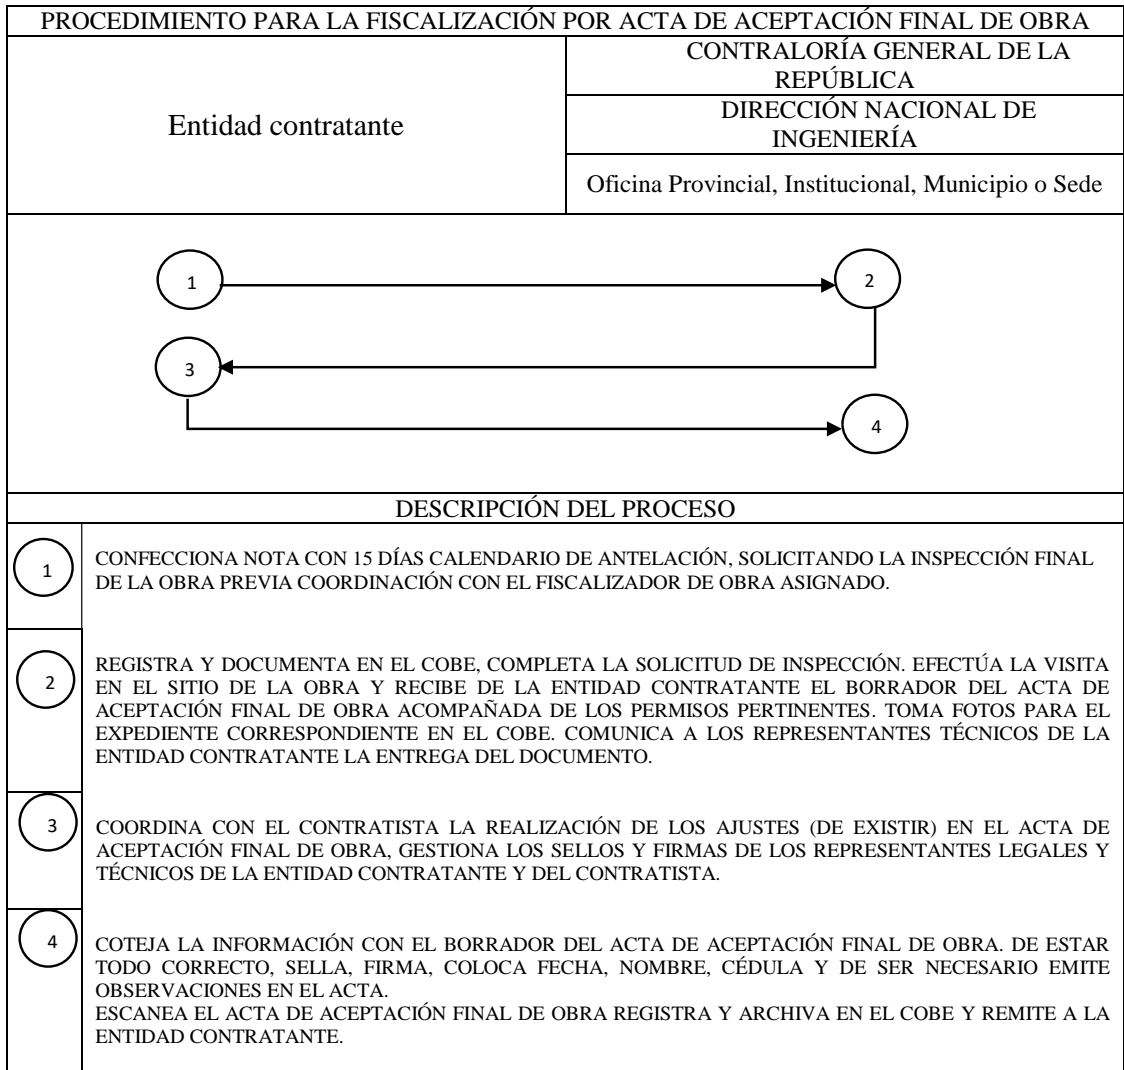 PROCEDIMIENTO PARA LA FISCALIZACIÓN POR ACTA DE ACEPTACIÓN FINAL DE OBRA
Entidad contratante
CONTRALORÍA GENERAL DE LA
REPÚBLICA
DIRECCIÓN NACIONAL DE
INGENIERÍA
Oficina Provincial, Institucional, Municipio o Sede
1
2
3
4
DESCRIPCIÓN DEL PROCESO
1
CONFECCIONA NOTA CON 15 DÍAS CALENDARIO DE ANTELACIÓN, SOLICITANDO LA INSPECCIÓN FINAL
DE LA OBRA PREVIA COORDINACIÓN CON EL FISCALIZADOR DE OBRA ASIGNADO.
2
REGISTRA Y DOCUMENTA EN EL COBE, COMPLETA LA SOLICITUD DE INSPECCIÓN. EFECTÚA LA VISITA
EN EL SITIO DE LA OBRA Y RECIBE DE LA ENTIDAD CONTRATANTE EL BORRADOR DEL ACTA DE
ACEPTACIÓN FINAL DE OBRA ACOMPAÑADA DE LOS PERMISOS PERTINENTES. TOMA FOTOS PARA EL
EXPEDIENTE CORRESPONDIENTE EN EL COBE. COMUNICA A LOS REPRESENTANTES TÉCNICOS DE LA
ENTIDAD CONTRATANTE LA ENTREGA DEL DOCUMENTO.
3
COORDINA CON EL CONTRATISTA LA REALIZACIÓN DE LOS AJUSTES (DE EXISTIR) EN EL ACTA DE
ACEPTACIÓN FINAL DE OBRA, GESTIONA LOS SELLOS Y FIRMAS DE LOS REPRESENTANTES LEGALES Y
TÉCNICOS DE LA ENTIDAD CONTRATANTE Y DEL CONTRATISTA.
4
COTEJA LA INFORMACIÓN CON EL BORRADOR DEL ACTA DE ACEPTACIÓN FINAL DE OBRA. DE ESTAR
TODO CORRECTO, SELLA, FIRMA, COLOCA FECHA, NOMBRE, CÉDULA Y DE SER NECESARIO EMITE
OBSERVACIONES EN EL ACTA.
ESCANEA EL ACTA DE ACEPTACIÓN FINAL DE OBRA REGISTRA Y ARCHIVA EN EL COBE Y REMITE A LA
ENTIDAD CONTRATANTE.